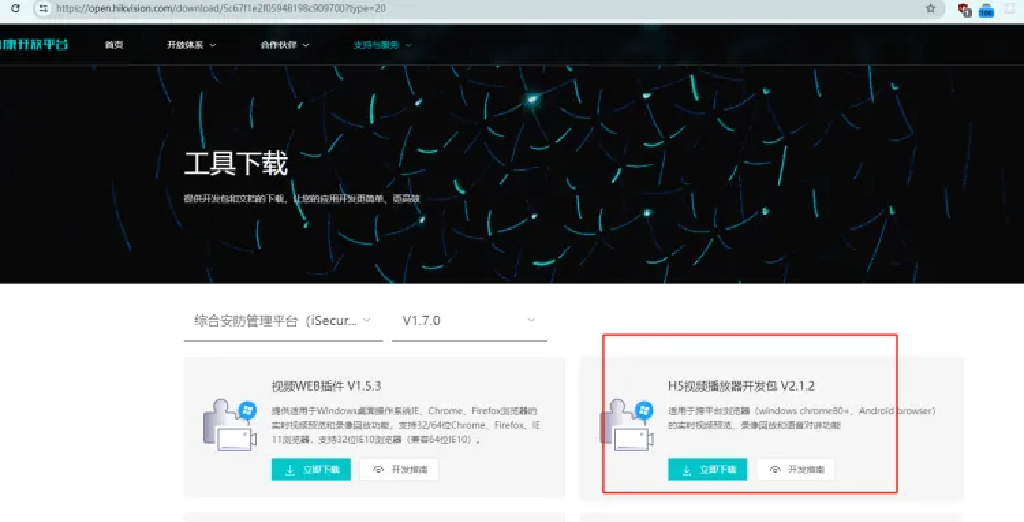 https://open.hikvision.com/download/5c67f1e2f05948198c909700?type=20
康开放平台
首页
开放体系
合作伙伴
支持与服务
工具下载
提供开发包和文档的下载，让您的应用开发更简单、更高效
综合安防管理平台（iSecur...
V1.7.0
视频WEB插件 V1.5.3
提供适用于Windows桌面操作系统IE、Chrome、Firefox浏览器的
实时视频预览和录像回放功能。支持32/64位Chrome、Firefox、IE
11浏览器，支持32位IE10浏览器（兼容64位IE10）。
立即下载
开发指南
H5视频播放器开发包 V2.1.2
适用于跨平台浏览器（windows chrome80+、Android browser）
的实时视频预览、录像回放和语音对讲功能
立即下载
开发指南